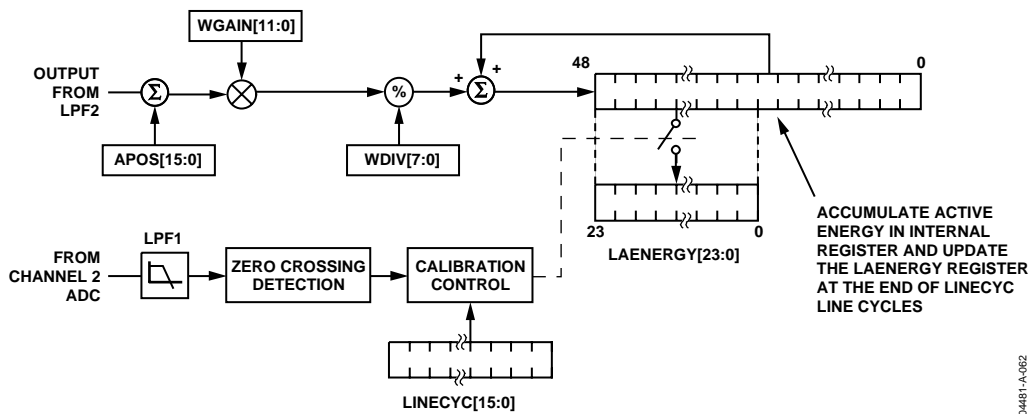 WGAIN[11:0]
OUTPUT
FROM
LPF2
Σ
%
+
+
Σ
48
0
APOS[15:0]
WDIV[7:0]
23
0
LAENERGY[23:0]
ACCUMULATE ACTIVE
ENERGY IN INTERNAL
REGISTER AND UPDATE
THE LAENERGY REGISTER
AT THE END OF LINECYC
LINE CYCLES
FROM
CHANNEL 2
ADC
LPF1
ZERO CROSSING
DETECTION
CALIBRATION
CONTROL
LINECYC[15:0]
04481-A-062